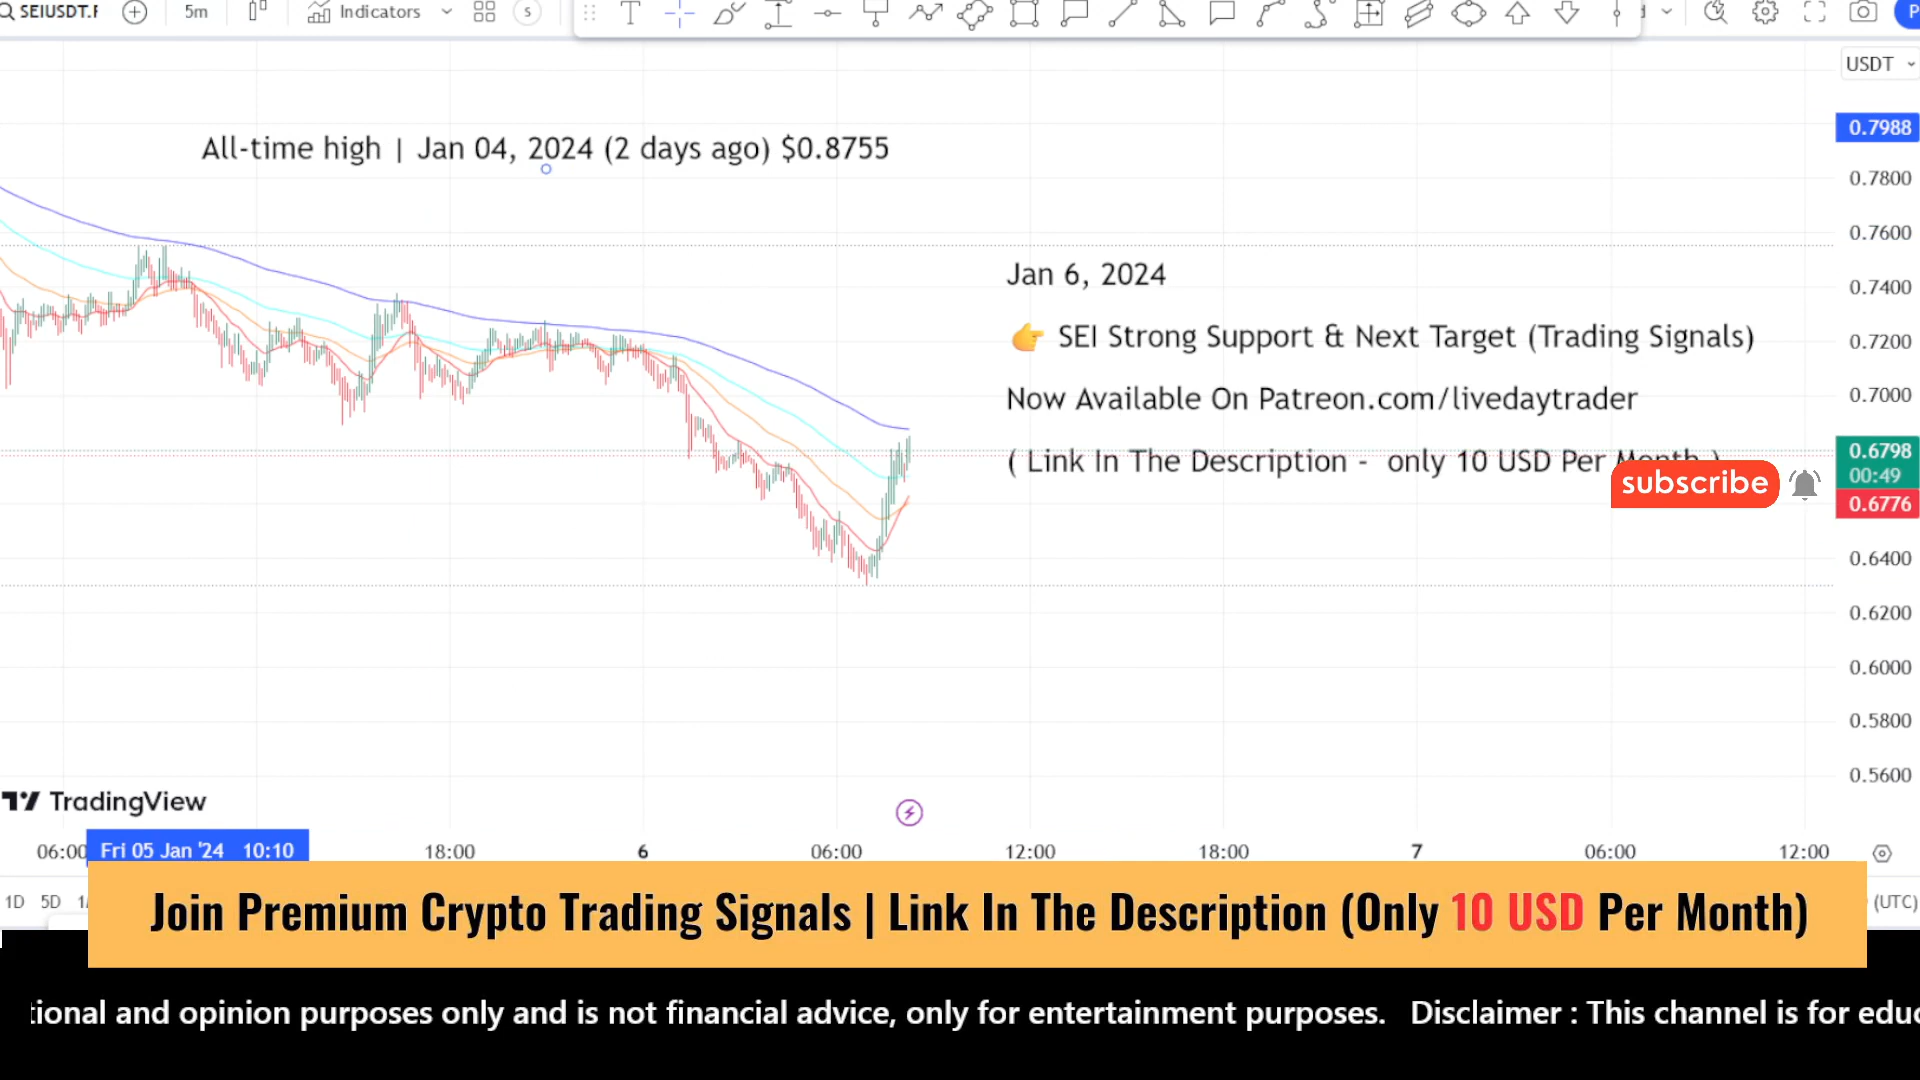 SEIUSDT.P
5m
Indicators
S
T
USDT
0.7988
All-time high | Jan 04, 2024 (2 days ago) $0.8755
0.7800
0.7600
Jan 6, 2024
0.7400
👉 SEI Strong Support & Next Target (Trading Signals)
0.7200
Now Available On Patreon.com/livedaytrader
0.7000
( Link In The Description - only 10 USD Per Month )
subscribe
0.6798
00:49
0.6776
0.6400
0.6200
0.6000
0.5800
0.5600
TradingView
06:00 Fri 05 Jan '24 10:10 18:00 6 06:00 12:00 18:00 7 06:00 12:00
1D 5D
(UTC)
Join Premium Crypto Trading Signals | Link In The Description (Only 10 USD Per Month)
tional and opinion purposes only and is not financial advice, only for entertainment purposes. Disclaimer : This channel is for educ